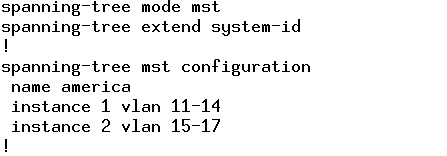 spanning-tree mode mst
spanning-tree extend system-id
!
spanning-tree mst configuration
 name america
 instance 1 vlan 11-14
 instance 2 vlan 15-17
!